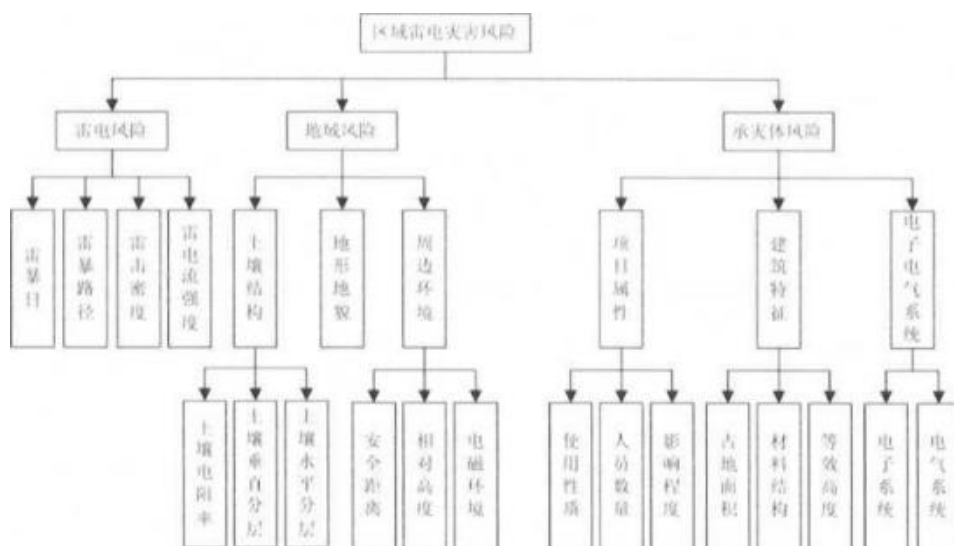 区域雷电灾害风险
雷电风险
地域风险
承灾体风险
雷暴日
雷暴路径
雷击密度
雷电流强度
土壤结构
地形地貌
周边环境
项目属性
建筑特征
电子电气系统
土壤电阻率
土壤垂直分层
土壤水平分层
安全距离
相对高度
电磁环境
使用性质
人员数量
影响程度
占地面积
材料结构
等效高度
电子系统
电气系统